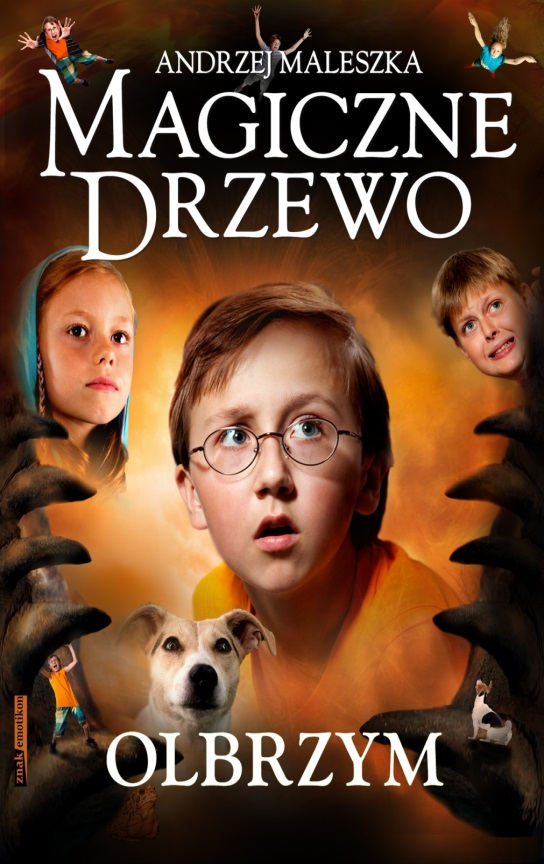 ANDRZEJ MALESZKA
MAGICZNE
DRZEWO
znak emotikon
OLBRZYM